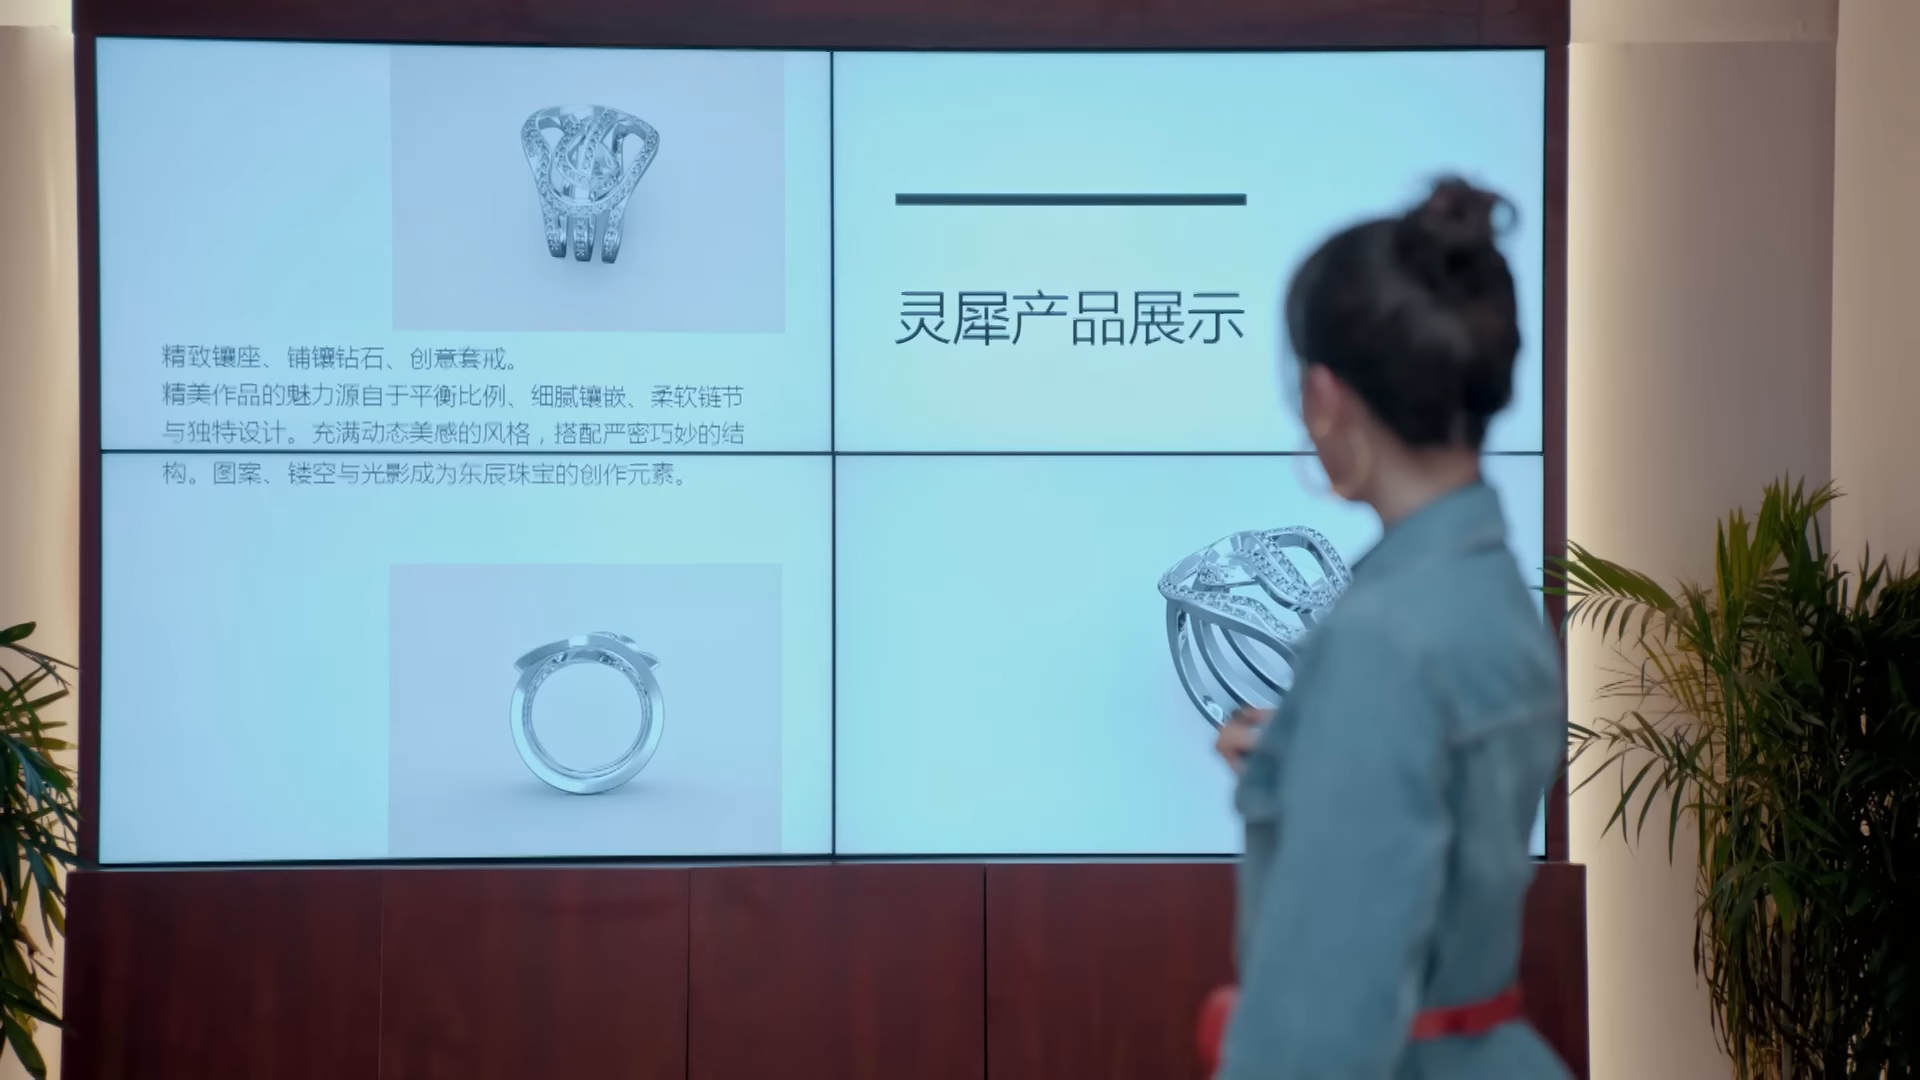 精致镶座、铺镶钻石、创意套戒。
精美作品的魅力源自于平衡比例、细腻镶嵌、柔软链节
与独特设计。充满动态美感的风格，搭配严密巧妙的结
构。图案、镂空与光影成为东辰珠宝的创作元素。
灵犀产品展示